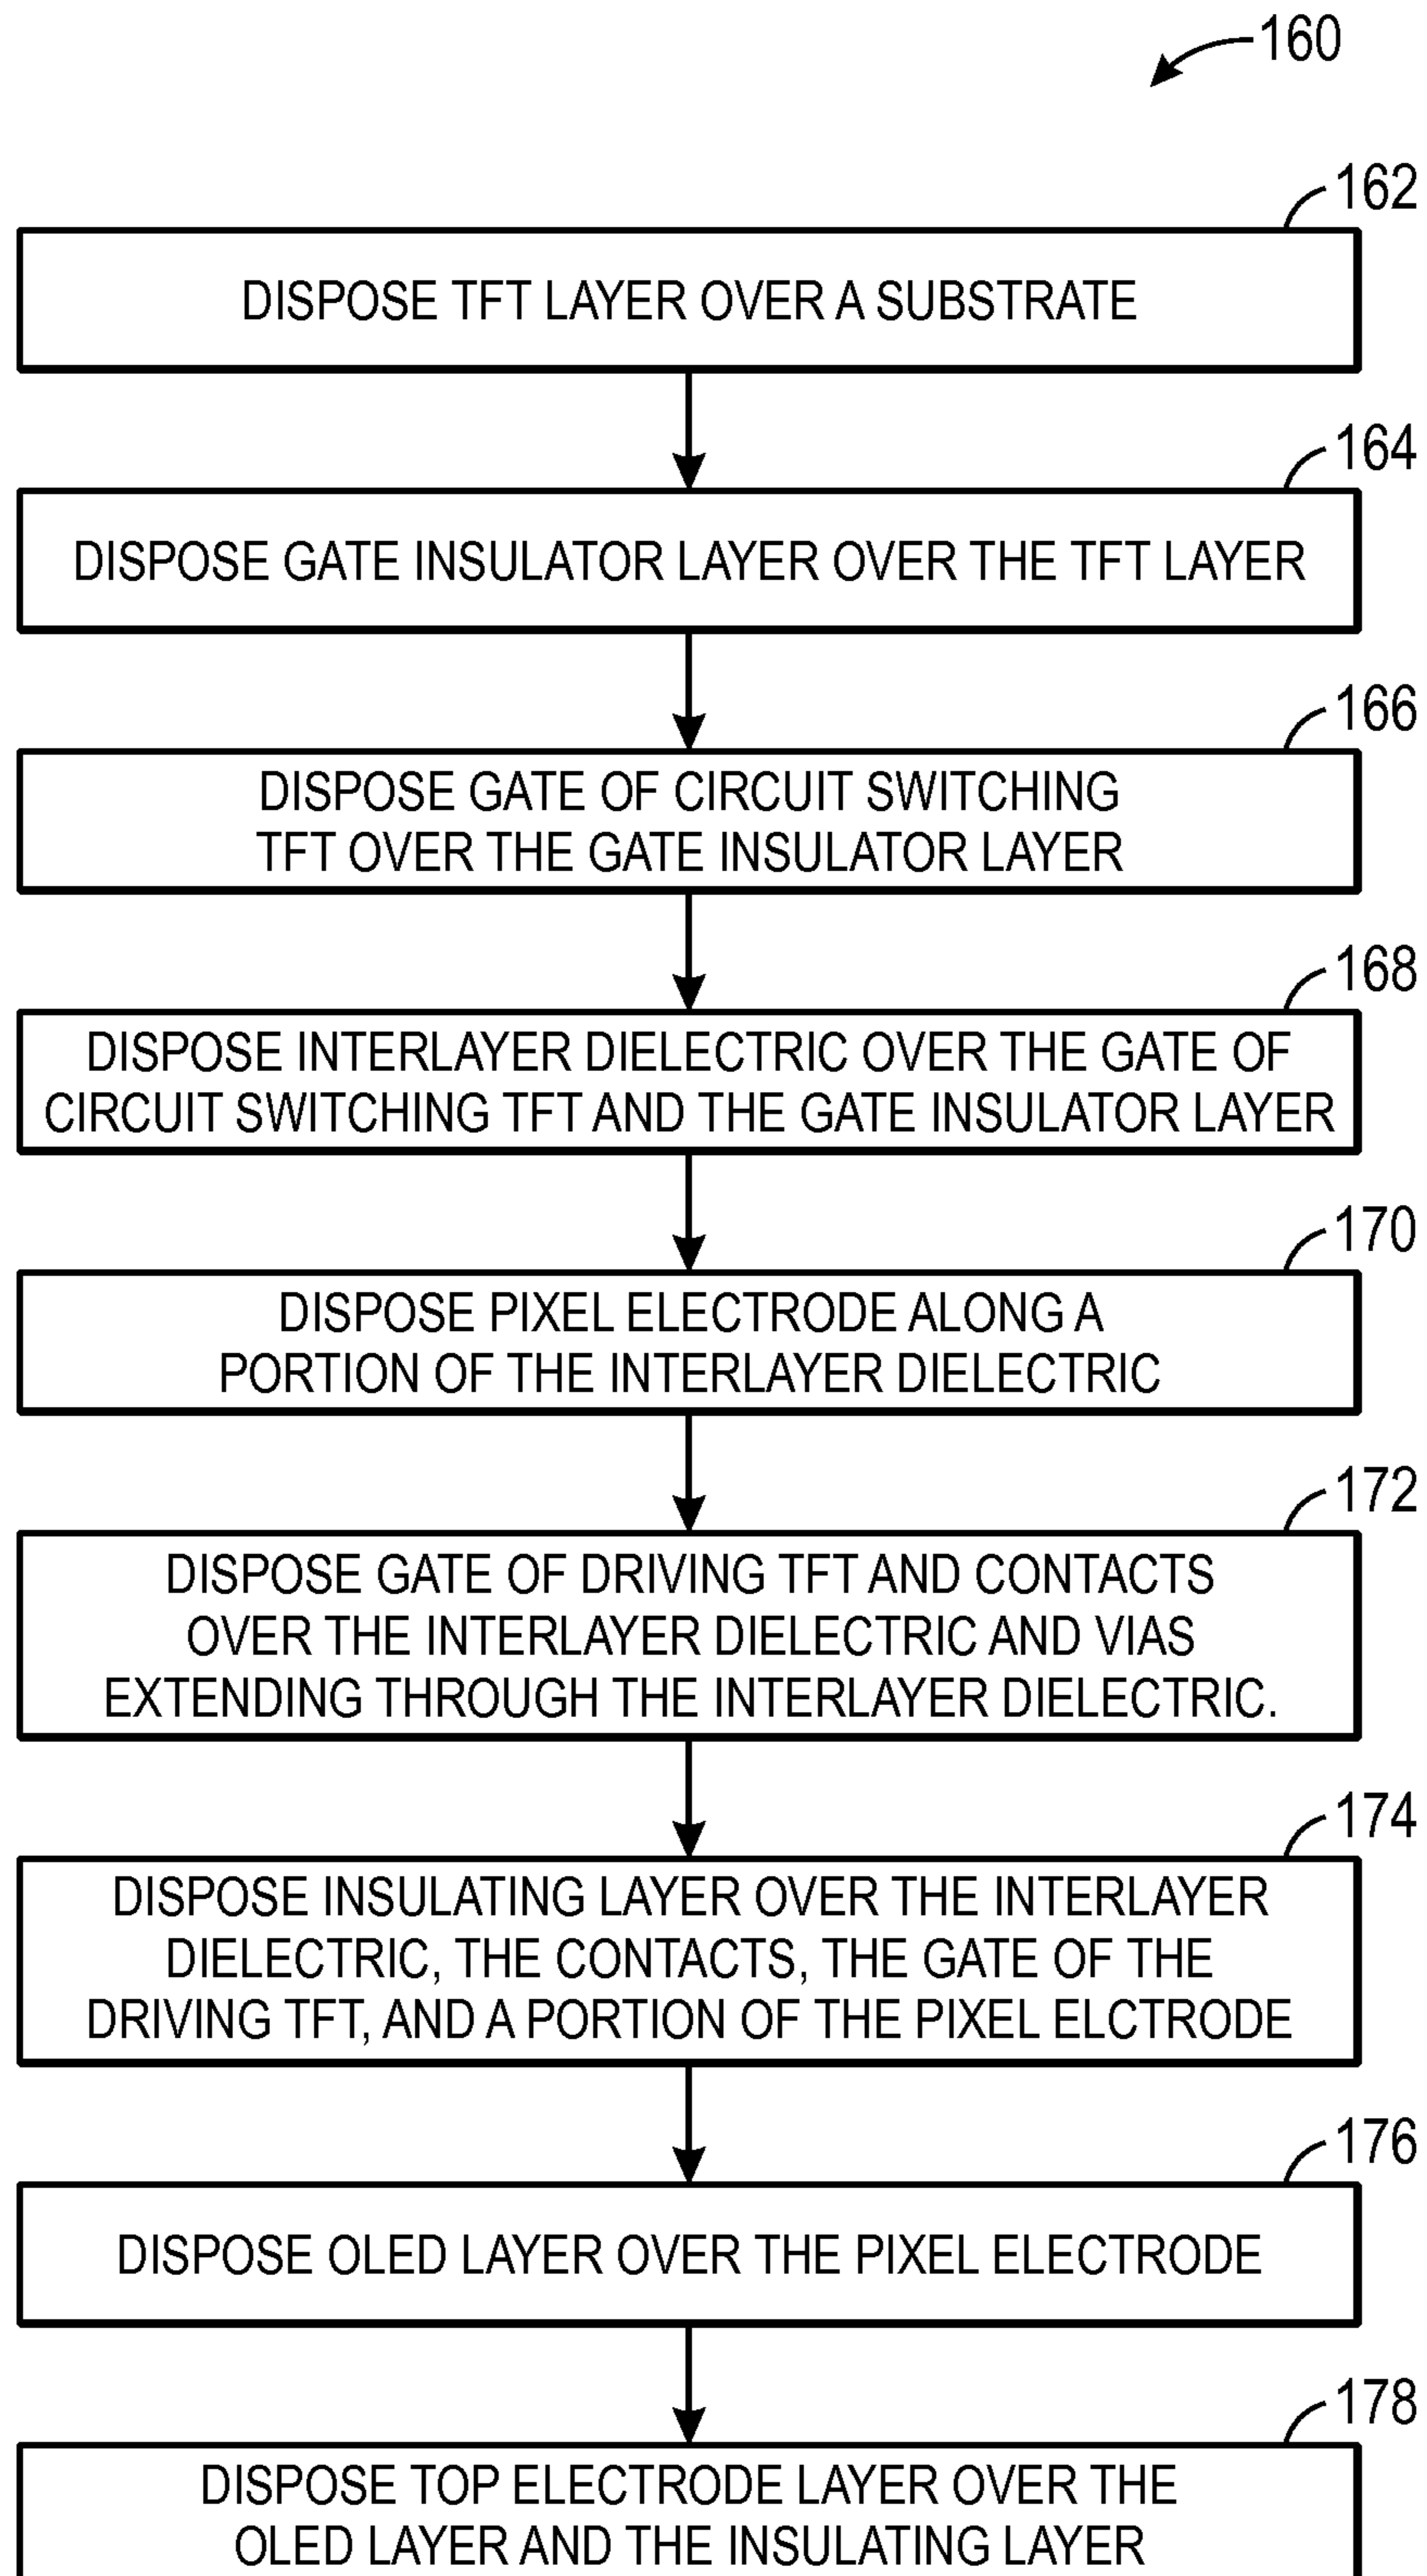 160
162
DISPOSE TFT LAYER OVER A SUBSTRATE
164
DISPOSE GATE INSULATOR LAYER OVER THE TFT LAYER
166
DISPOSE GATE OF CIRCUIT SWITCHING
TFT OVER THE GATE INSULATOR LAYER
168
DISPOSE INTERLAYER DIELECTRIC OVER THE GATE OF
CIRCUIT SWITCHING TFT AND THE GATE INSULATOR LAYER
170
DISPOSE PIXEL ELECTRODE ALONG A
PORTION OF THE INTERLAYER DIELECTRIC
172
DISPOSE GATE OF DRIVING TFT AND CONTACTS
OVER THE INTERLAYER DIELECTRIC AND VIAS
EXTENDING THROUGH THE INTERLAYER DIELECTRIC.
174
DISPOSE INSULATING LAYER OVER THE INTERLAYER
DIELECTRIC, THE CONTACTS, THE GATE OF THE
DRIVING TFT, AND A PORTION OF THE PIXEL ELCTRODE
176
DISPOSE OLED LAYER OVER THE PIXEL ELECTRODE
178
DISPOSE TOP ELECTRODE LAYER OVER THE
OLED LAYER AND THE INSULATING LAYER